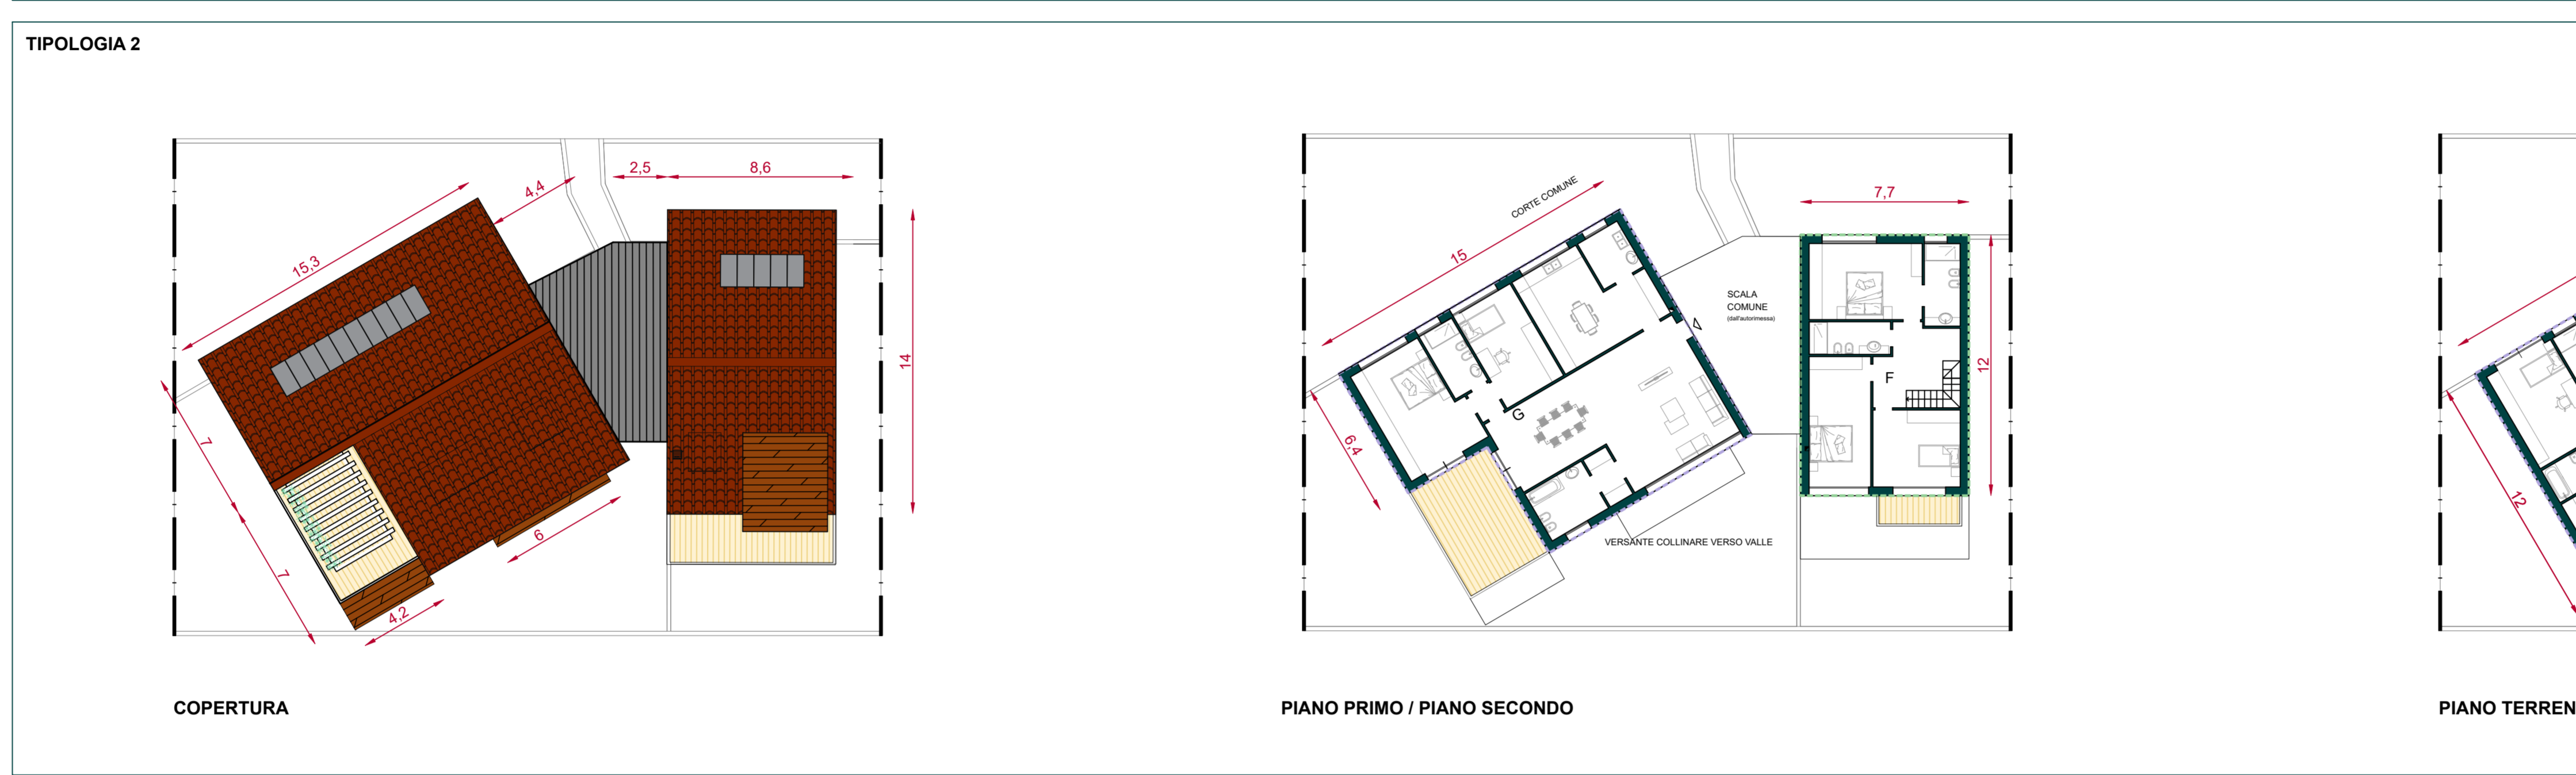 TIPOLOGIA 2
15,3
4,4
2,5
8,6
14
7
7
4,2
6
COPERTURA
15
CORTE COMUNE
6,4
G
SCALA
COMUNE
(dall'autorimessa)
7,7
12
F
VERSANTE COLLINARE VERSO VALLE
PIANO PRIMO / PIANO SECONDO
12
PIANO TERREN